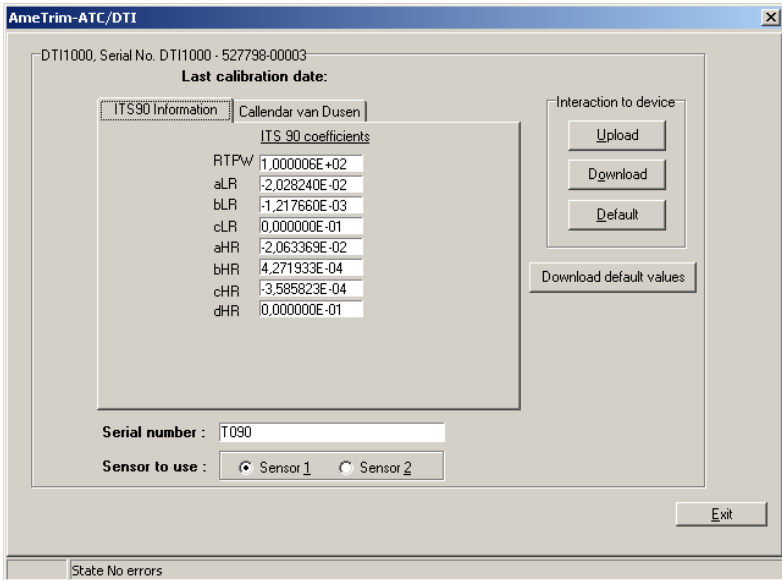 AmeTrim-ATC/DTI
DTI1000, Serial No. DTI1000 - 527798-00003
Last calibration date:
ITS90 Information
Callendar van Dusen
ITS 90 coefficients
RTPW 1,000006E+02
aLR -2,028240E-02
bLR -1,217660E-03
cLR 0,000000E-01
aHR -2,063369E-02
bHR 4,271933E-04
cHR -3,585823E-04
dHR 0,000000E-01
Interaction to device
Upload
Download
Default
Download default values
Serial number : T090
Sensor to use : Sensor 1 Sensor 2
Exit
State No errors